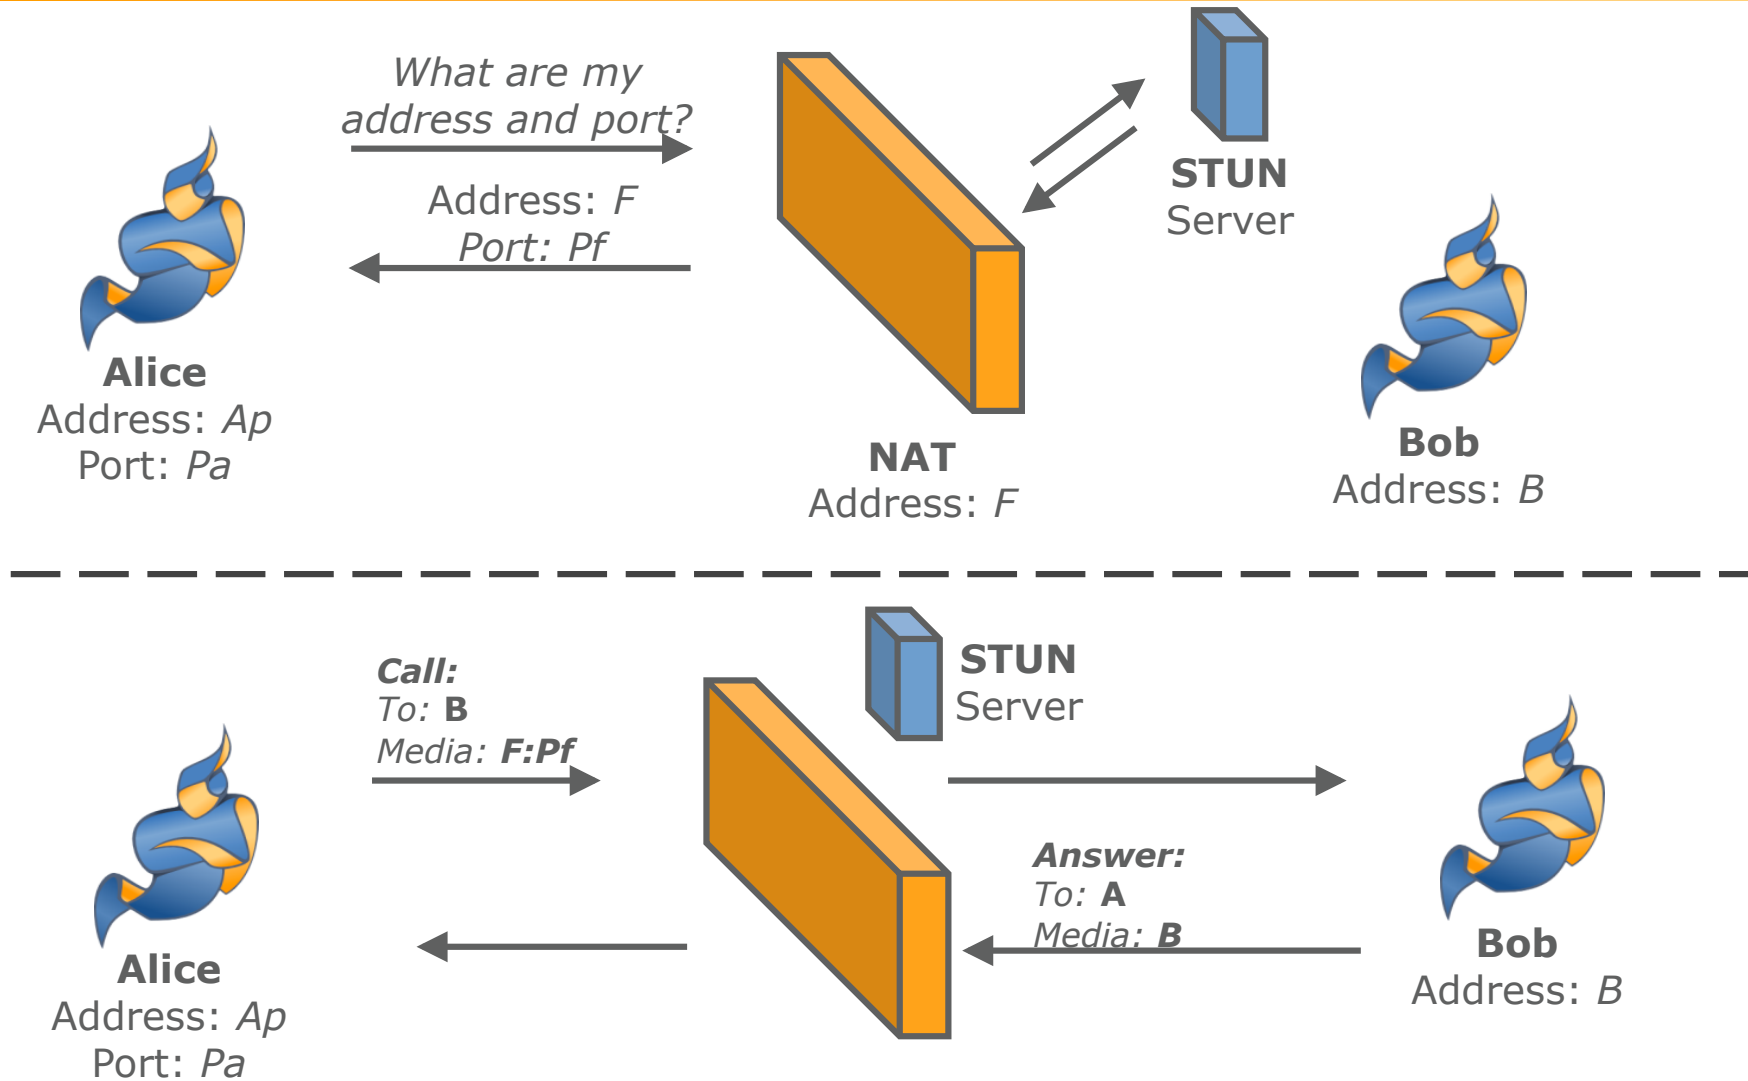 What are my
address and port?
Address: F
Port: Pf
STUN
Server
Alice
Address: Ap
Port: Pa
NAT
Address: F
Bob
Address: B
STUN
Server
Call:
To: B
Media: F:Pf
Answer:
To: A
Media: B
Alice
Address: Ap
Port: Pa
Bob
Address: B